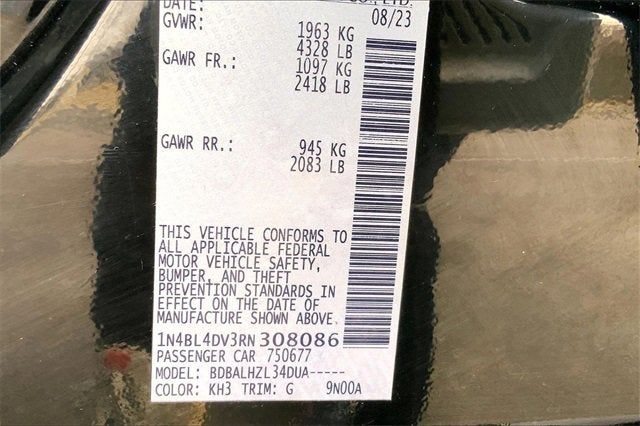 DATE: 08/23
GVWR: 1963 KG
4328 LB
GAWR FR.: 1097 KG
2418 LB
GAWR RR.: 945 KG
2083 LB
THIS VEHICLE CONFORMS TO
ALL APPLICABLE FEDERAL
MOTOR VEHICLE SAFETY,
BUMPER, AND THEFT
PREVENTION STANDARDS IN
EFFECT ON THE DATE OF
MANUFACTURE SHOWN ABOVE.
1N4BL4DV3RN308086
PASSENGER CAR 750677
MODEL: BDBALHZL34DUA-----
COLOR: KH3 TRIM: G 9N00A